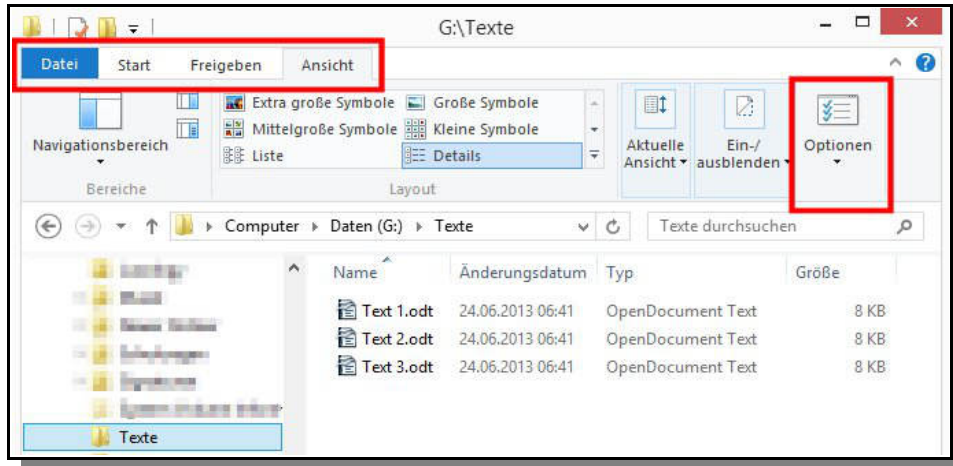 G:\Texte
Datei Start Freigeben Ansicht
Extra große Symbole Große Symbole
Mittelgroße Symbole Kleine Symbole
Liste Details
Navigationsbereich
Aktuelle Ansicht
Ein-/ausblenden
Optionen
Bereiche Layout
Computer Daten (G:) Texte Texte durchsuchen
Name Änderungsdatum Typ Größe
Text 1.odt 24.06.2013 06:41 OpenDocument Text 8 KB
Text 2.odt 24.06.2013 06:41 OpenDocument Text 8 KB
Text 3.odt 24.06.2013 06:41 OpenDocument Text 8 KB
Texte